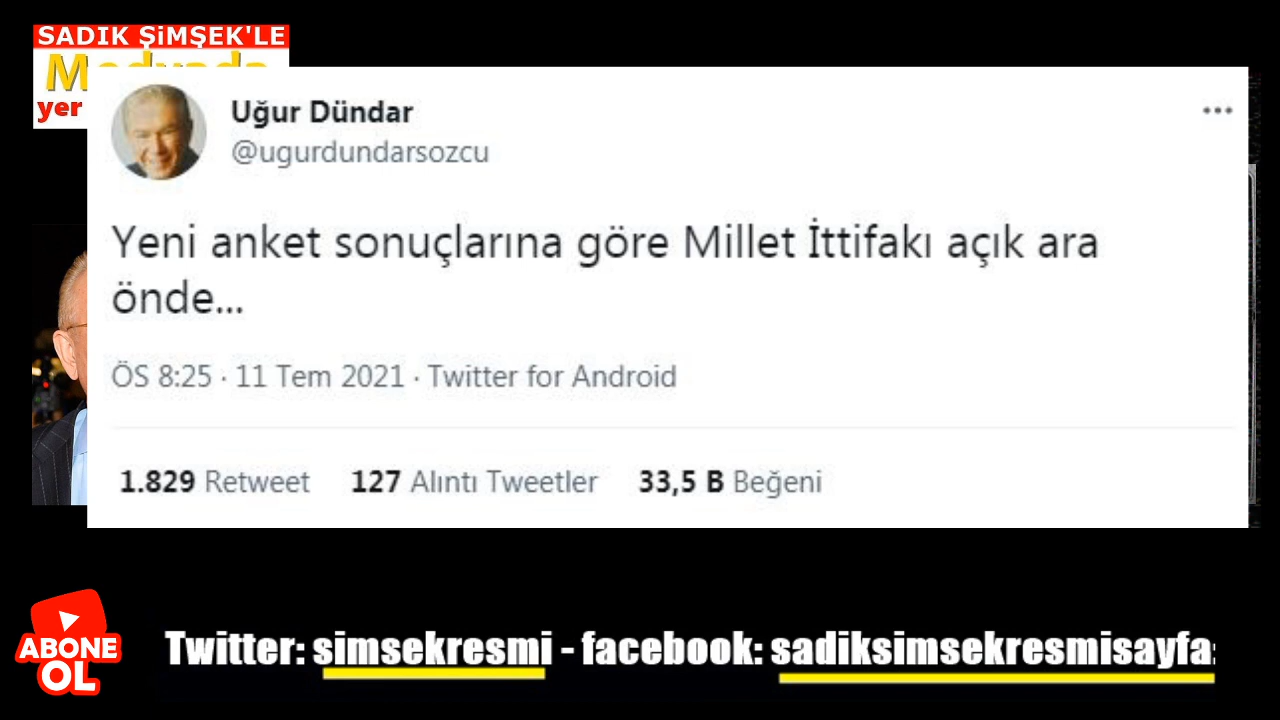 SADIK ŞiMŞEK'LE
yer
Uğur Dündar
@ugurdundarsozcu
Yeni anket sonuçlarına göre Millet İttifakı açık ara
önde...
ÖS 8:25 · 11 Tem 2021 · Twitter for Android
1.829 Retweet 127 Alıntı Tweetler 33,5 B Beğeni
ABONE
OL
Twitter: simsekresmi - facebook: sadiksimsekresmisayfa